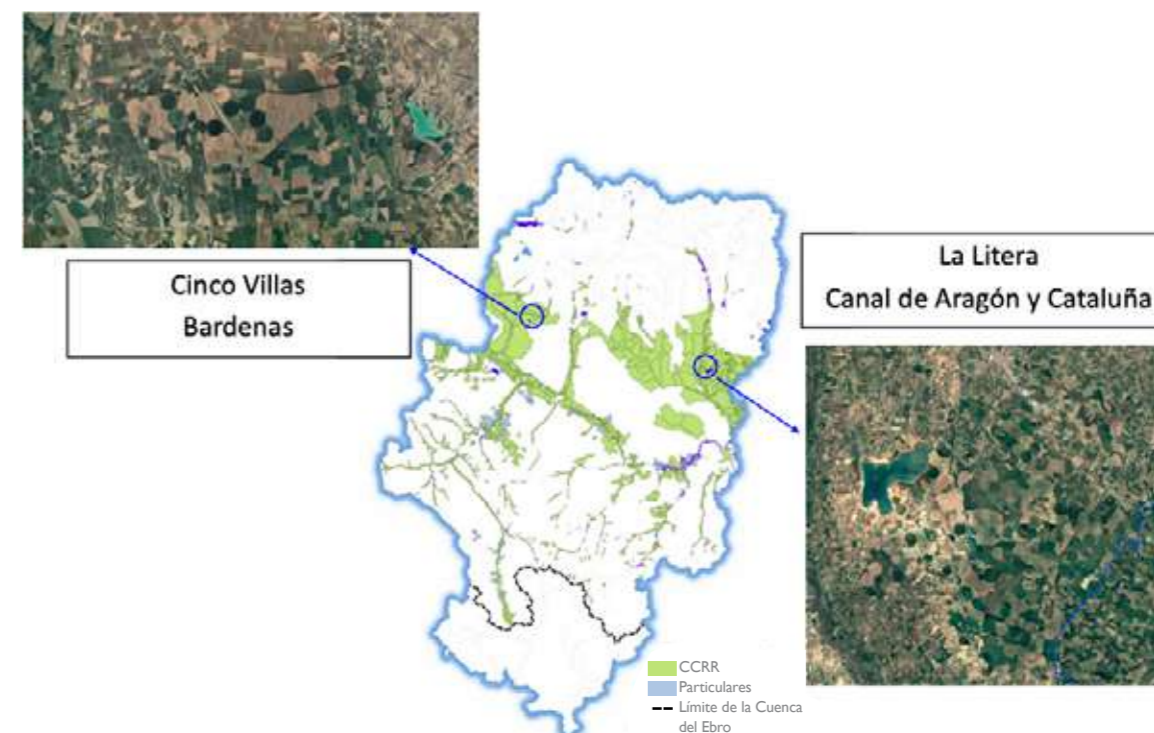 Cinco Villas
Bardenas
La Litera
Canal de Aragón y Cataluña
CCRR
Particulares
Límite de la Cuenca
del Ebro